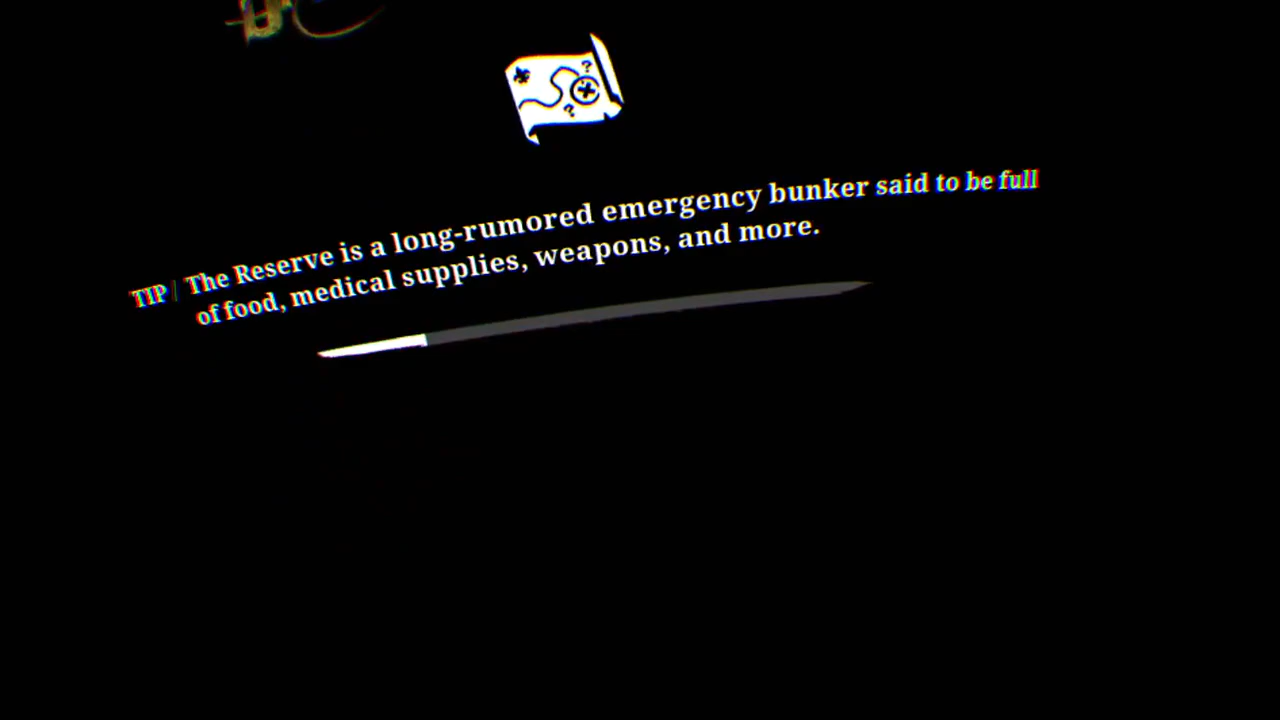 TIP | The Reserve is a long-rumored emergency bunker said to be full
of food, medical supplies, weapons, and more.